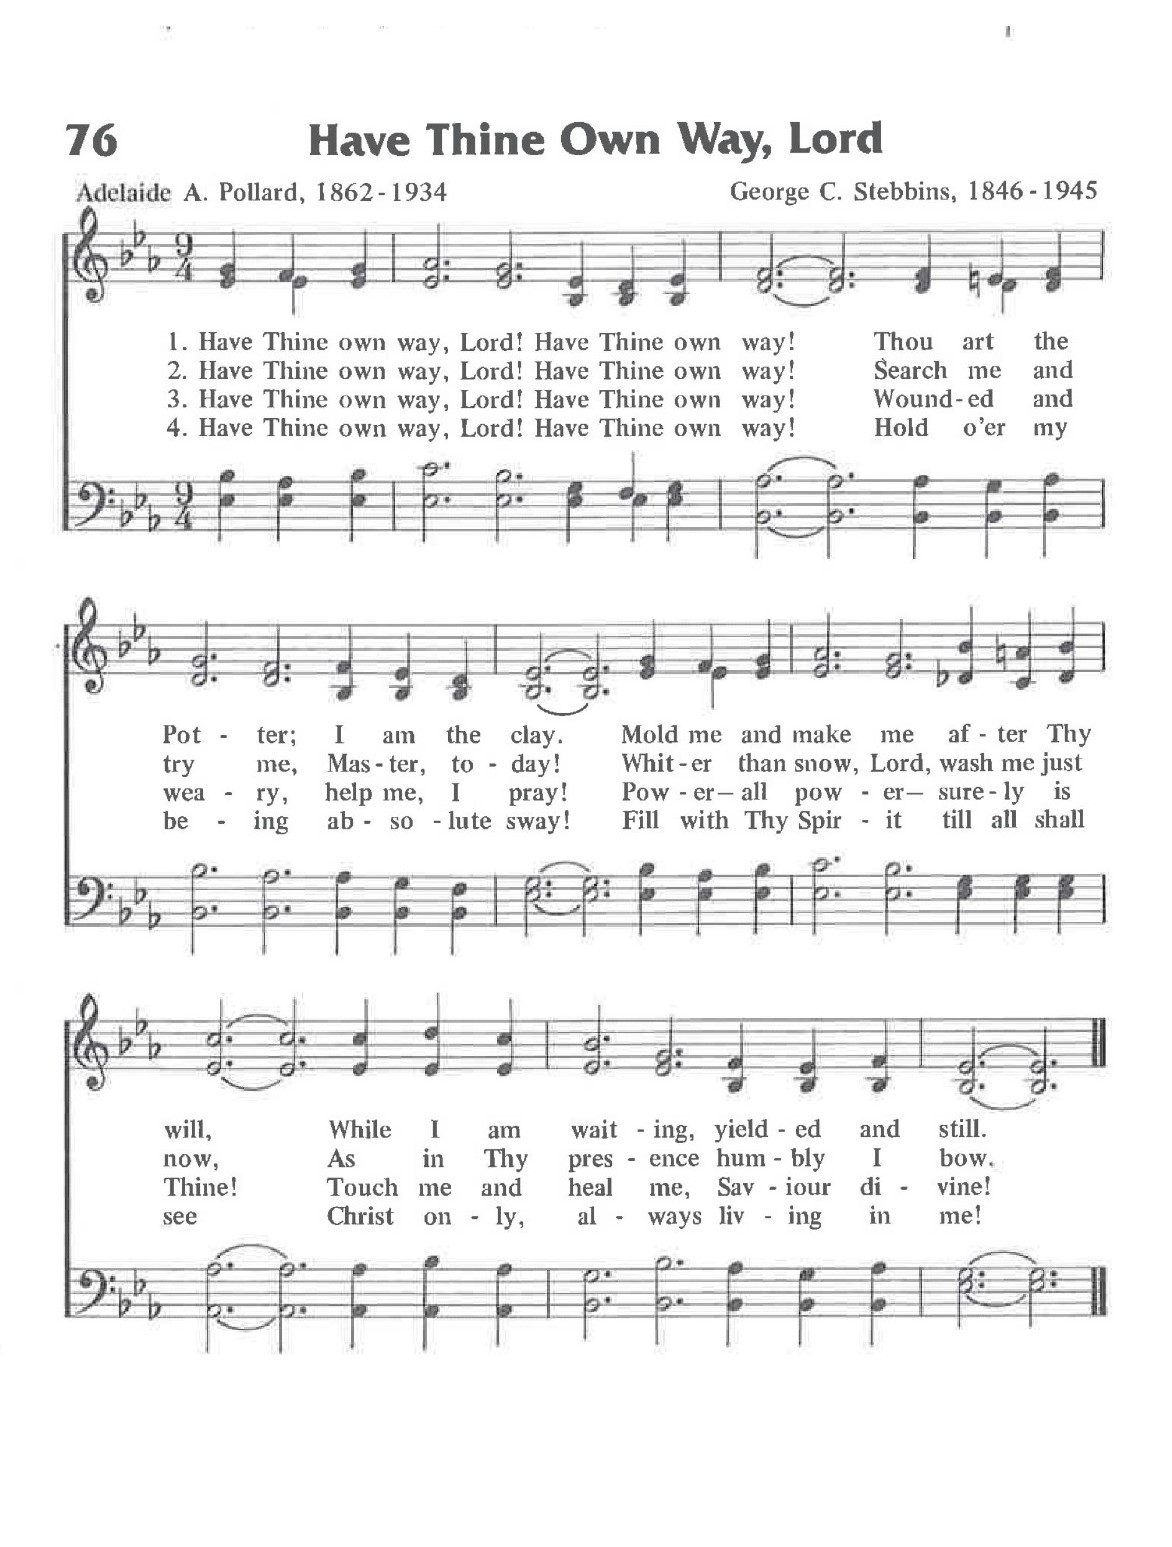 76 Have Thine Own Way, Lord
Adelaide A. Pollard, 1862-1934 George C. Stebbins, 1846-1945
9
4
1. Have Thine own way, Lord! Have Thine own way! Thou art the
2. Have Thine own way, Lord! Have Thine own way! Search me and
3. Have Thine own way, Lord! Have Thine own way! Wound-ed and
4. Have Thine own way, Lord! Have Thine own way! Hold o'er my
9
4
Pot - ter; I am the clay. Mold me and make me af - ter Thy
try me, Mas - ter, to - day! Whit - er than snow, Lord, wash me just
wea - ry, help me, I pray! Pow - er— all pow - er— sure - ly is
be - ing ab - so - lute sway! Fill with Thy Spir - it till all shall
will, While I am wait - ing, yield - ed and still.
now, As in Thy pres - ence hum - bly I bow.
Thine! Touch me and heal me, Sav - iour di - vine!
see Christ on - ly, al - ways liv - ing in me!